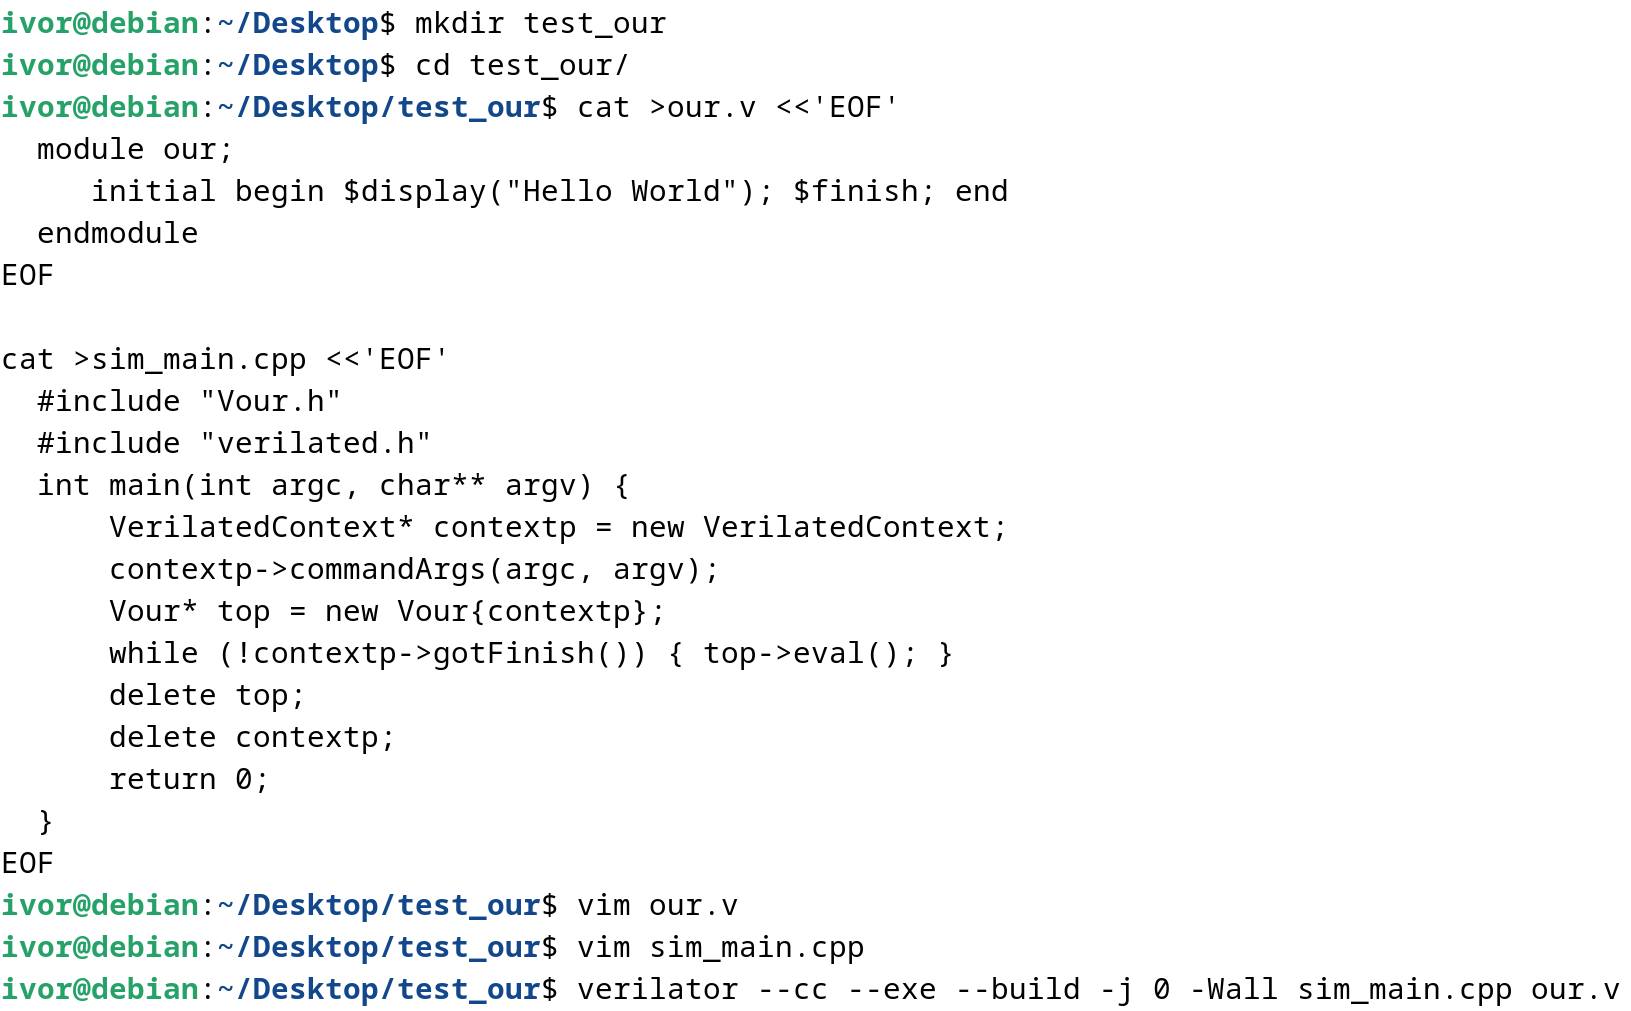 ivor@debian:~/Desktop$ mkdir test_our
ivor@debian:~/Desktop$ cd test_our/
ivor@debian:~/Desktop/test_our$ cat >our.v <<'EOF'
  module our;
     initial begin $display("Hello World"); $finish; end
  endmodule
EOF

cat >sim_main.cpp <<'EOF'
  #include "Vour.h"
  #include "verilated.h"
  int main(int argc, char** argv) {
      VerilatedContext* contextp = new VerilatedContext;
      contextp->commandArgs(argc, argv);
      Vour* top = new Vour{contextp};
      while (!contextp->gotFinish()) { top->eval(); }
      delete top;
      delete contextp;
      return 0;
  }
EOF
ivor@debian:~/Desktop/test_our$ vim our.v
ivor@debian:~/Desktop/test_our$ vim sim_main.cpp
ivor@debian:~/Desktop/test_our$ verilator --cc --exe --build -j 0 -Wall sim_main.cpp our.v